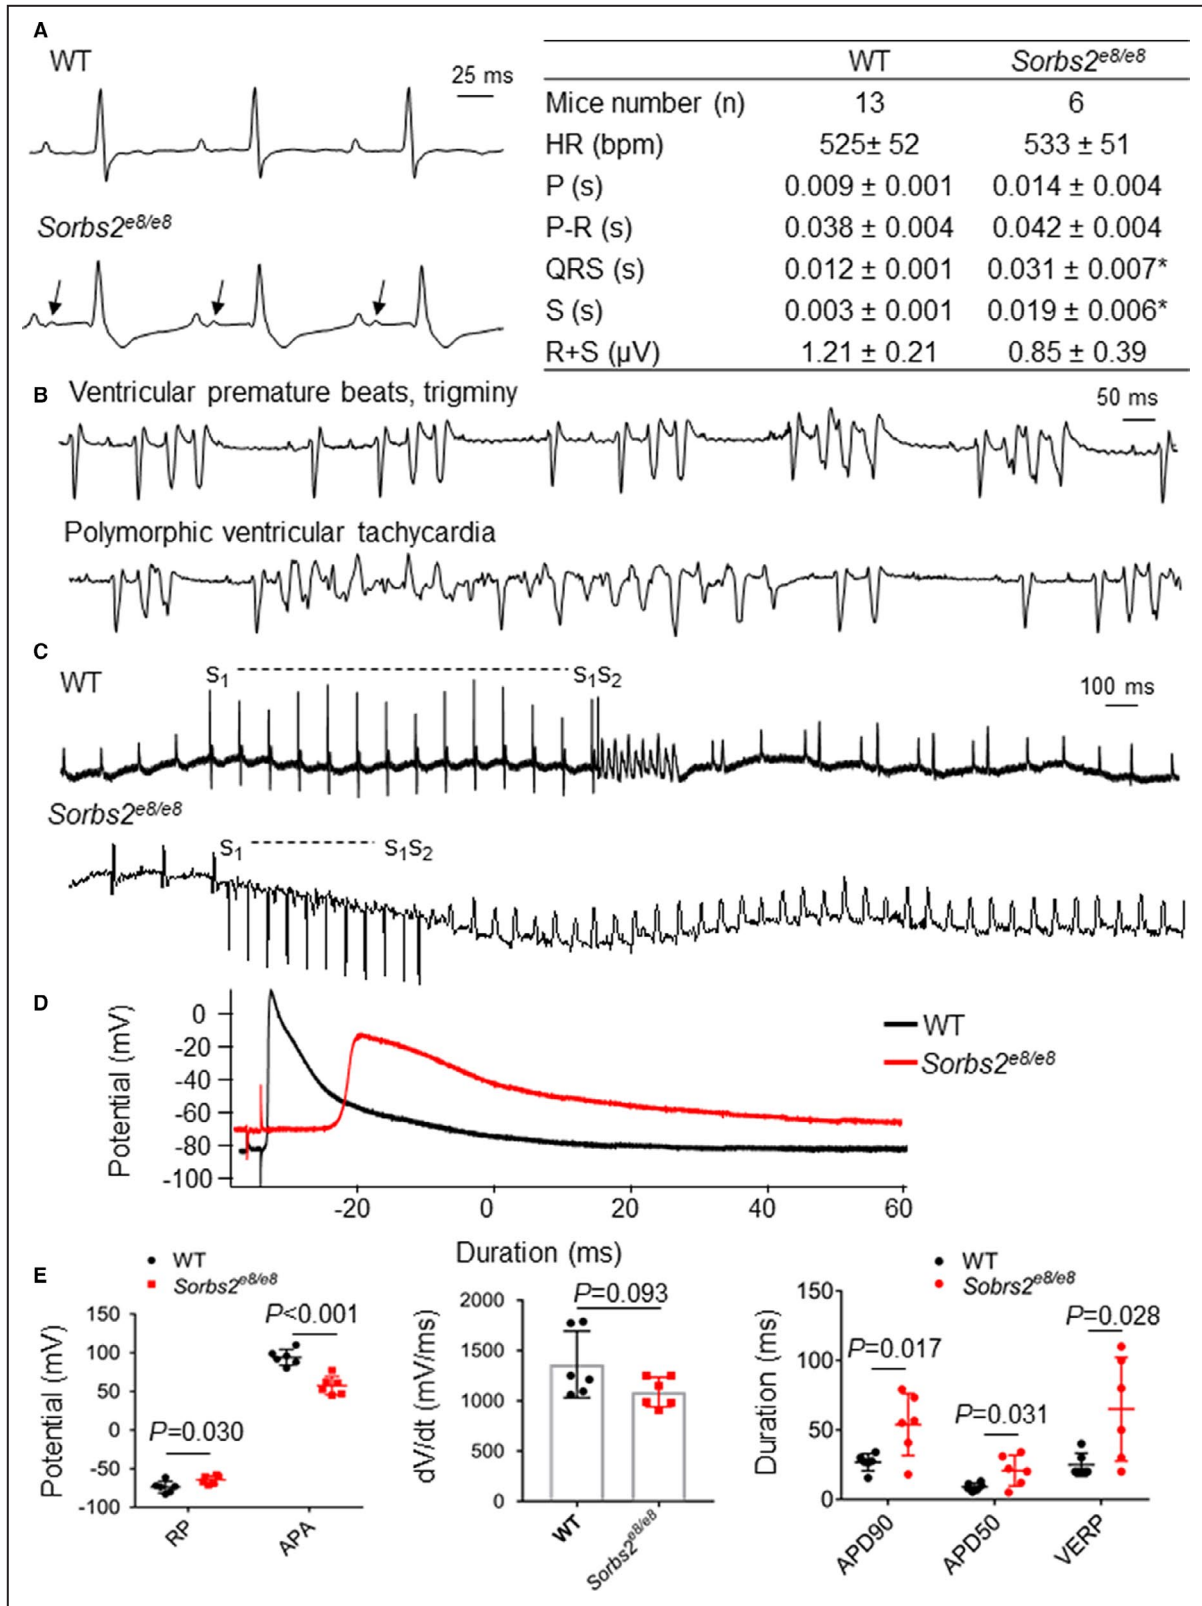 A
WT
25 ms
Sorbs2e8/e8
WT Sorbs2e8/e8
Mice number (n) 13 6
HR (bpm) 525± 52 533 ± 51
P (s) 0.009 ± 0.001 0.014 ± 0.004
P-R (s) 0.038 ± 0.004 0.042 ± 0.004
QRS (s) 0.012 ± 0.001 0.031 ± 0.007*
S (s) 0.003 ± 0.001 0.019 ± 0.006*
R+S (µV) 1.21 ± 0.21 0.85 ± 0.39
B
Ventricular premature beats, trigminy
50 ms
Polymorphic ventricular tachycardia
C
WT
S1 S1S2
100 ms
Sorbs2e8/e8
S1 S1S2
D
Potential (mV)
0
-20
-40
-60
-80
-100
-20 0 20 40 60
Duration (ms)
WT
Sorbs2e8/e8
E
WT
Sorbs2e8/e8
Potential (mV)
150
100
50
0
-50
-100
P<0.001
P=0.030
RP APA
dV/dt (mV/ms)
2000
1500
1000
500
0
P=0.093
WT Sorbs2e8/e8
WT
Sobrs2e8/e8
Duration (ms)
150
100
50
0
P=0.017
P=0.031
P=0.028
APD90 APD50 VERP